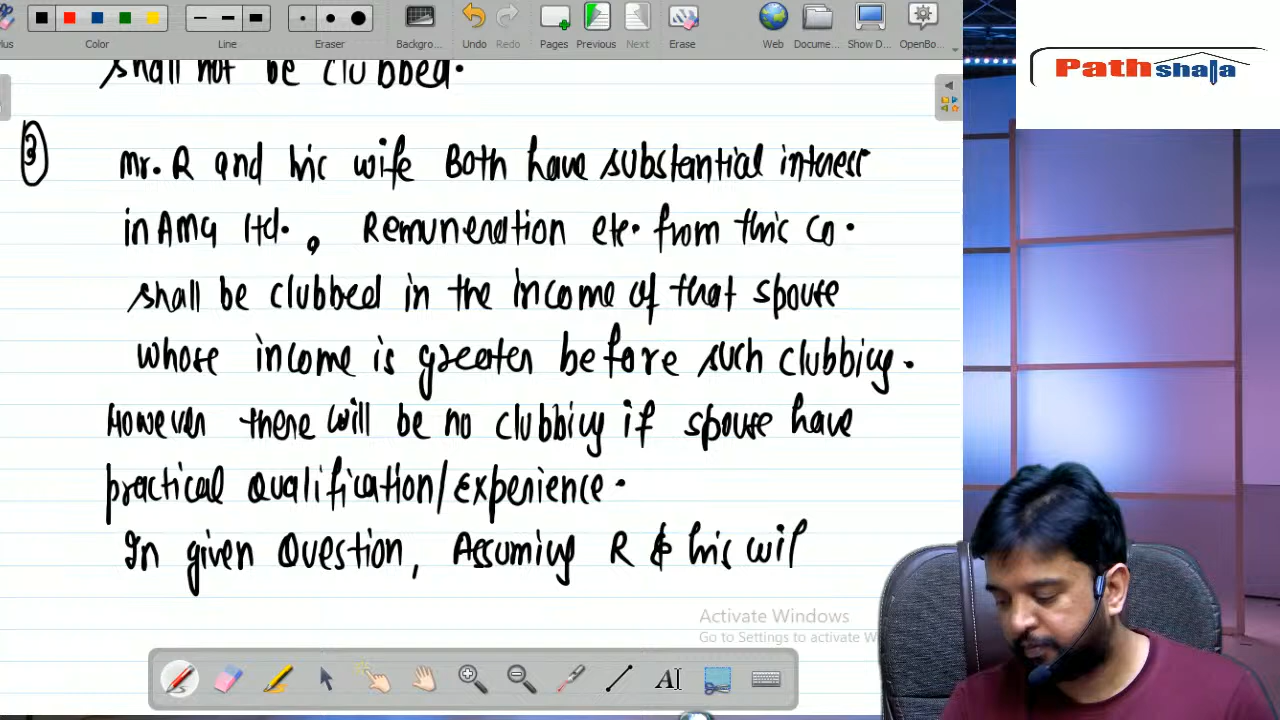 Color
Line
Eraser
Backgro...
Undo
Redo
Pages
Previous
Next
Erase
Web
Docume...
Show D...
OpenBo...
Pathshala
shall not be clubbed.
③ Mr. R and his wife Both have substantial interest
in AMG Ltd., Remuneration etc. from this Co.
shall be clubbed in the income of that spouse
whose income is greater before such clubbing.
However there will be no clubbing if spouse have
practical Qualification/Experience.
In given Question, Assuming R & his wif
Activate Windows
Go to Settings to activate W